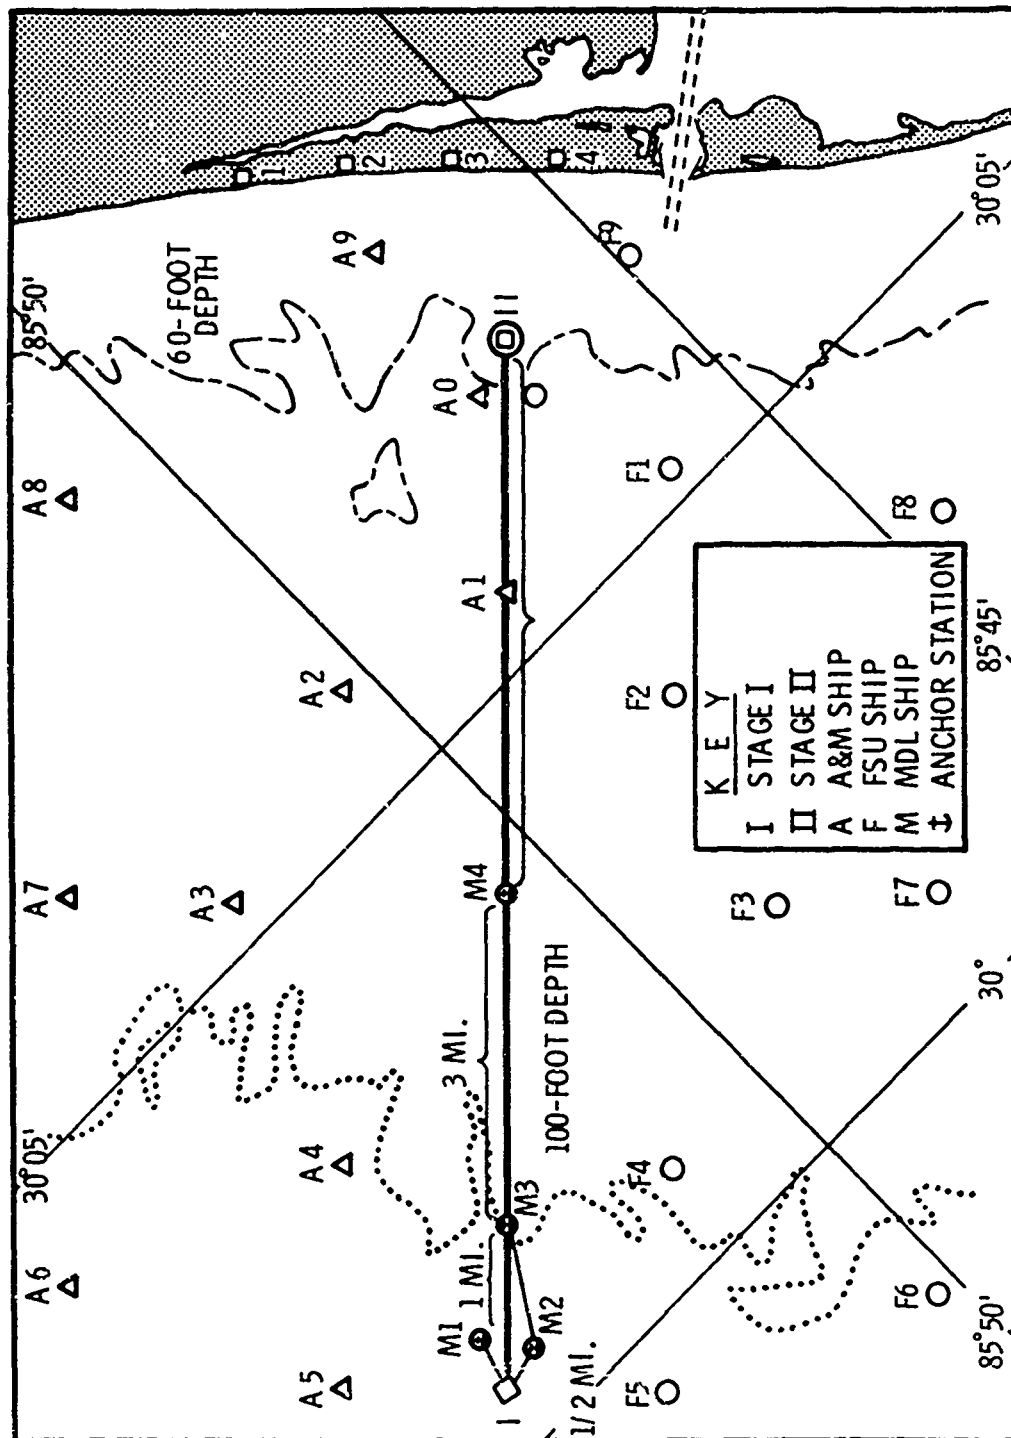 85°50'
60-FOOT
DEPTH
A9
1
2
3
4
F9
30°05'
A8
A0
II
F1
F8
A1
A2
F2
85°45'
KEY
I STAGE I
II STAGE II
A A&M SHIP
F FSU SHIP
M MDL SHIP
ANCHOR STATION
A7
A3
M4
F3
F7
30°
3 MI.
100-FOOT DEPTH
30°05'
A4
M3
F4
A6
1 MI.
M1
M2
F6
85°50'
A5
I
1/2 MI.
F5